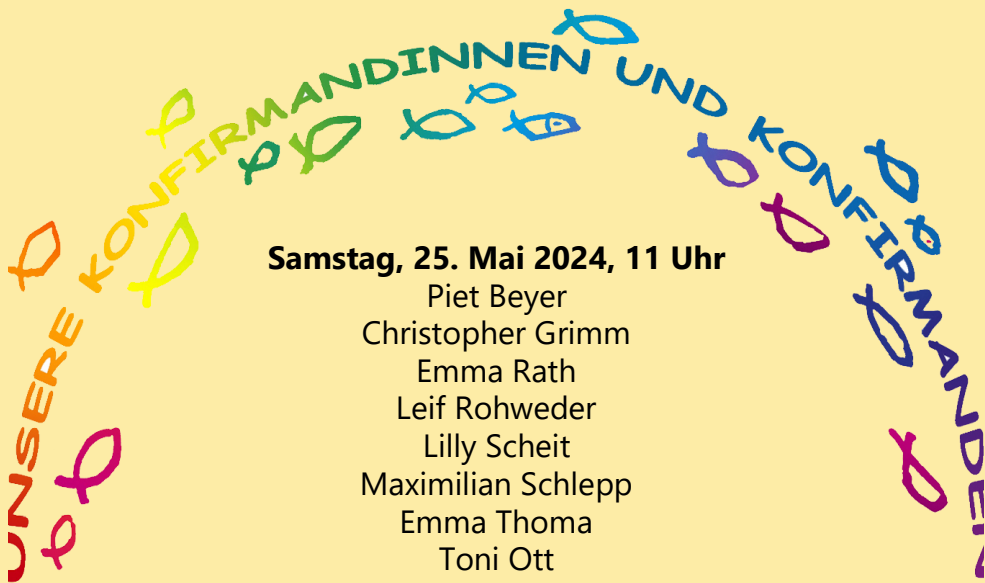 UNSERE KONFIRMANDINNEN UND KONFIRMANDEN
Samstag, 25. Mai 2024, 11 Uhr
Piet Beyer
Christopher Grimm
Emma Rath
Leif Rohweder
Lilly Scheit
Maximilian Schlepp
Emma Thoma
Toni Ott